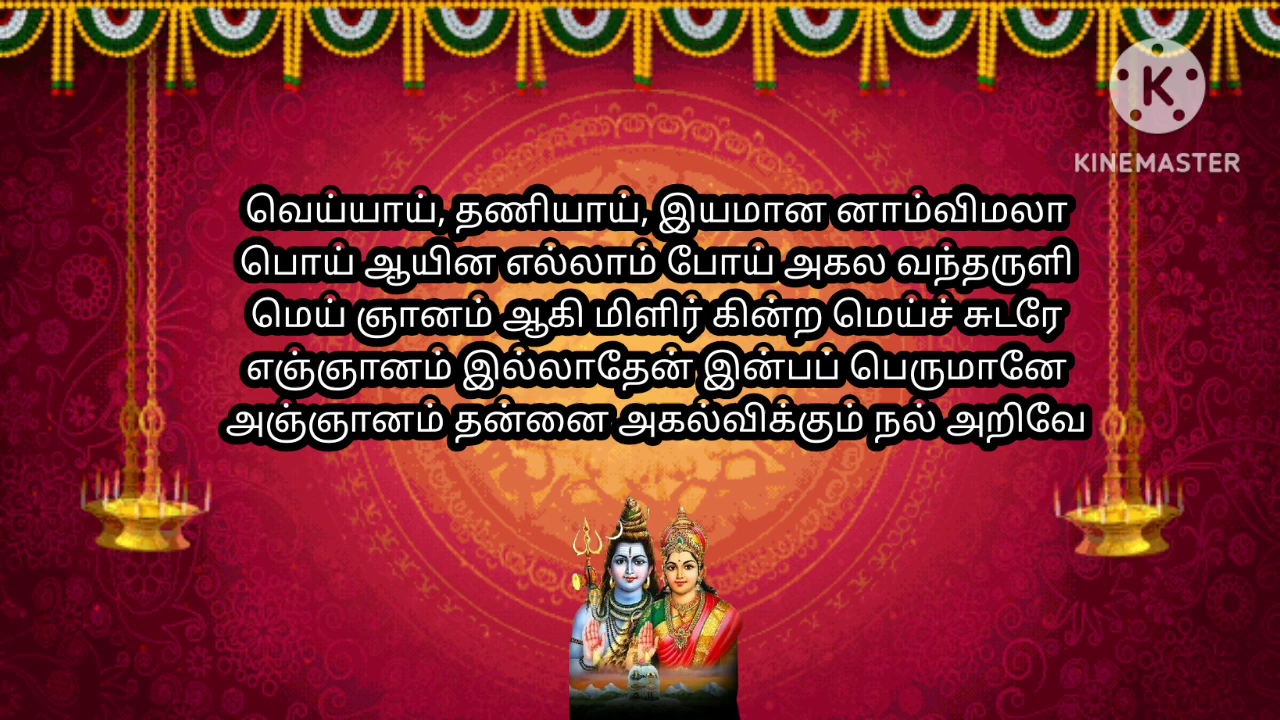 KINEMASTER
வெய்யாய், தணியாய், இயமான னாம்விமலா
பொய் ஆயின எல்லாம் போய் அகல வந்தருளி
மெய் ஞானம் ஆகி மிளிர் கின்ற மெய்ச் சுடரே
எஞ்ஞானம் இல்லாதேன் இன்பப் பெருமானே
அஞ்ஞானம் தன்னை அகல்விக்கும் நல் அறிவே